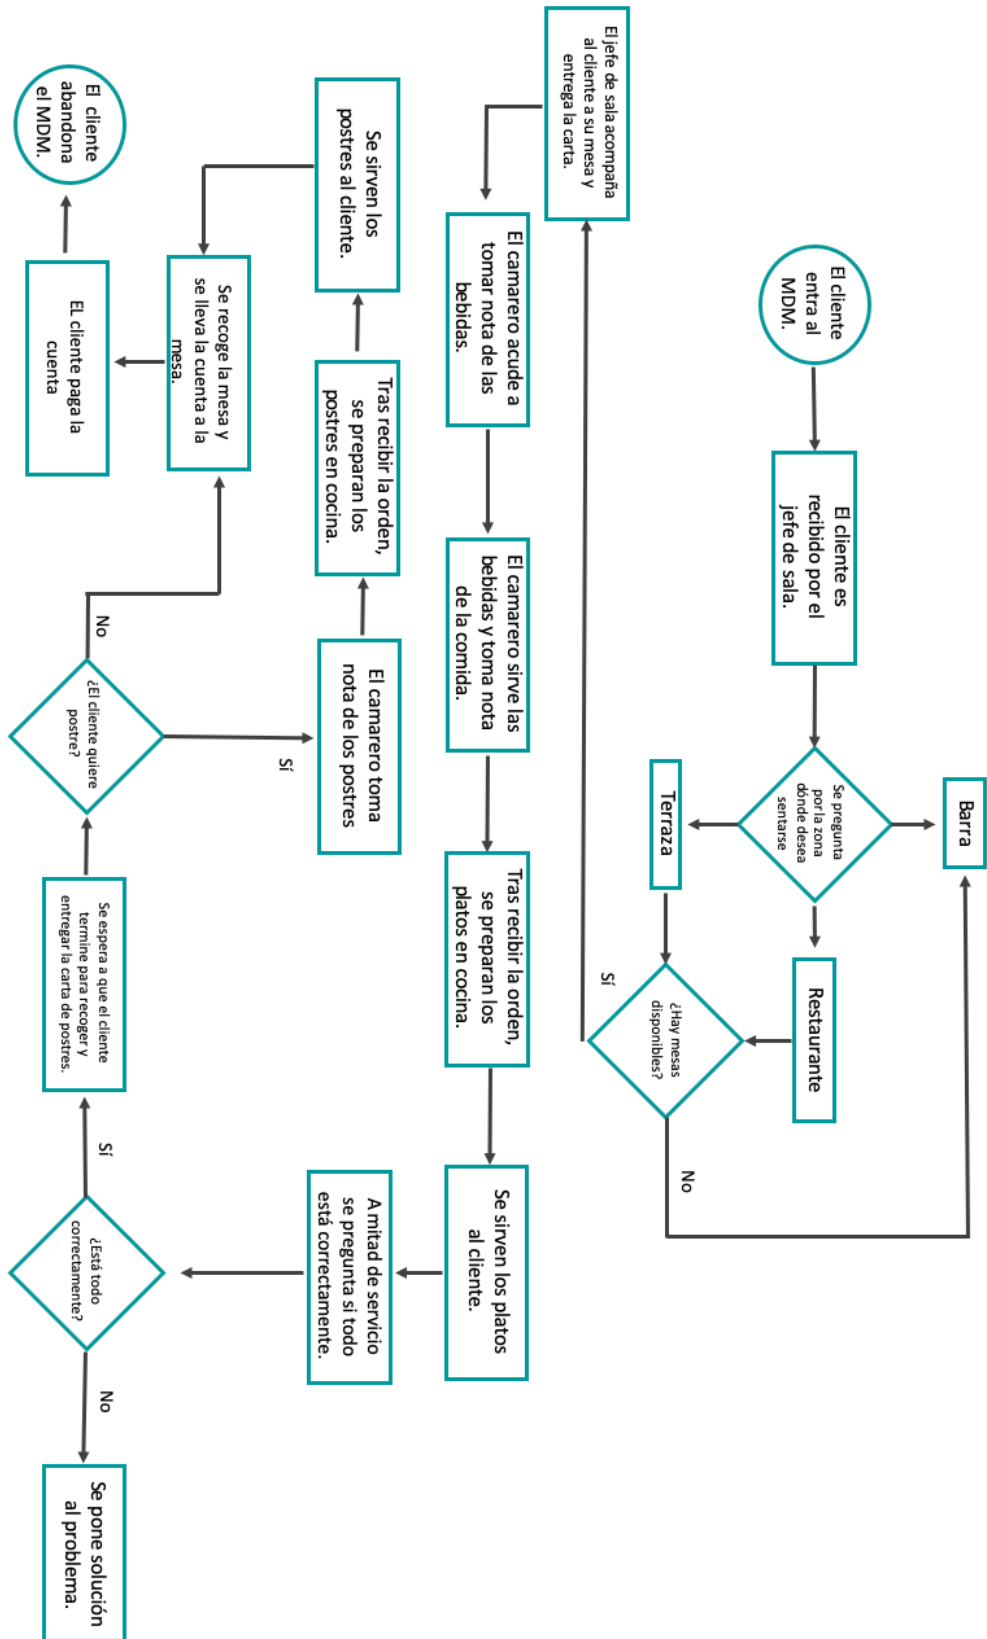 El cliente
entra al
MDM.
El cliente es
recibido por el
jefe de sala.
Se pregunta
por la zona
dónde desea
sentarse
Barra
Terraza
Restaurante
¿Hay mesas
disponibles?
Sí
No
El jefe de sala acompaña
al cliente a su mesa y
entrega la carta.
El camarero acude a
tomar nota de las
bebidas.
El camarero sirve las
bebidas y toma nota
de la comida.
Tras recibir la orden,
se preparan los
platos en cocina.
Se sirven los platos
al cliente.
A mitad de servicio
se pregunta si todo
está correctamente.
¿Está todo
correctamente?
No
Se pone solución
al problema.
Sí
Se espera a que el cliente
termine para recoger y
entregar la carta de postres.
¿El cliente quiere
postre?
Sí
El camarero toma
nota de los postres
Tras recibir la orden,
se preparan los
postres en cocina.
Se sirven los
postres al cliente.
No
Se recoge la mesa y
se lleva la cuenta a la
mesa.
EL cliente paga la
cuenta
El cliente
abandona
el MDM.